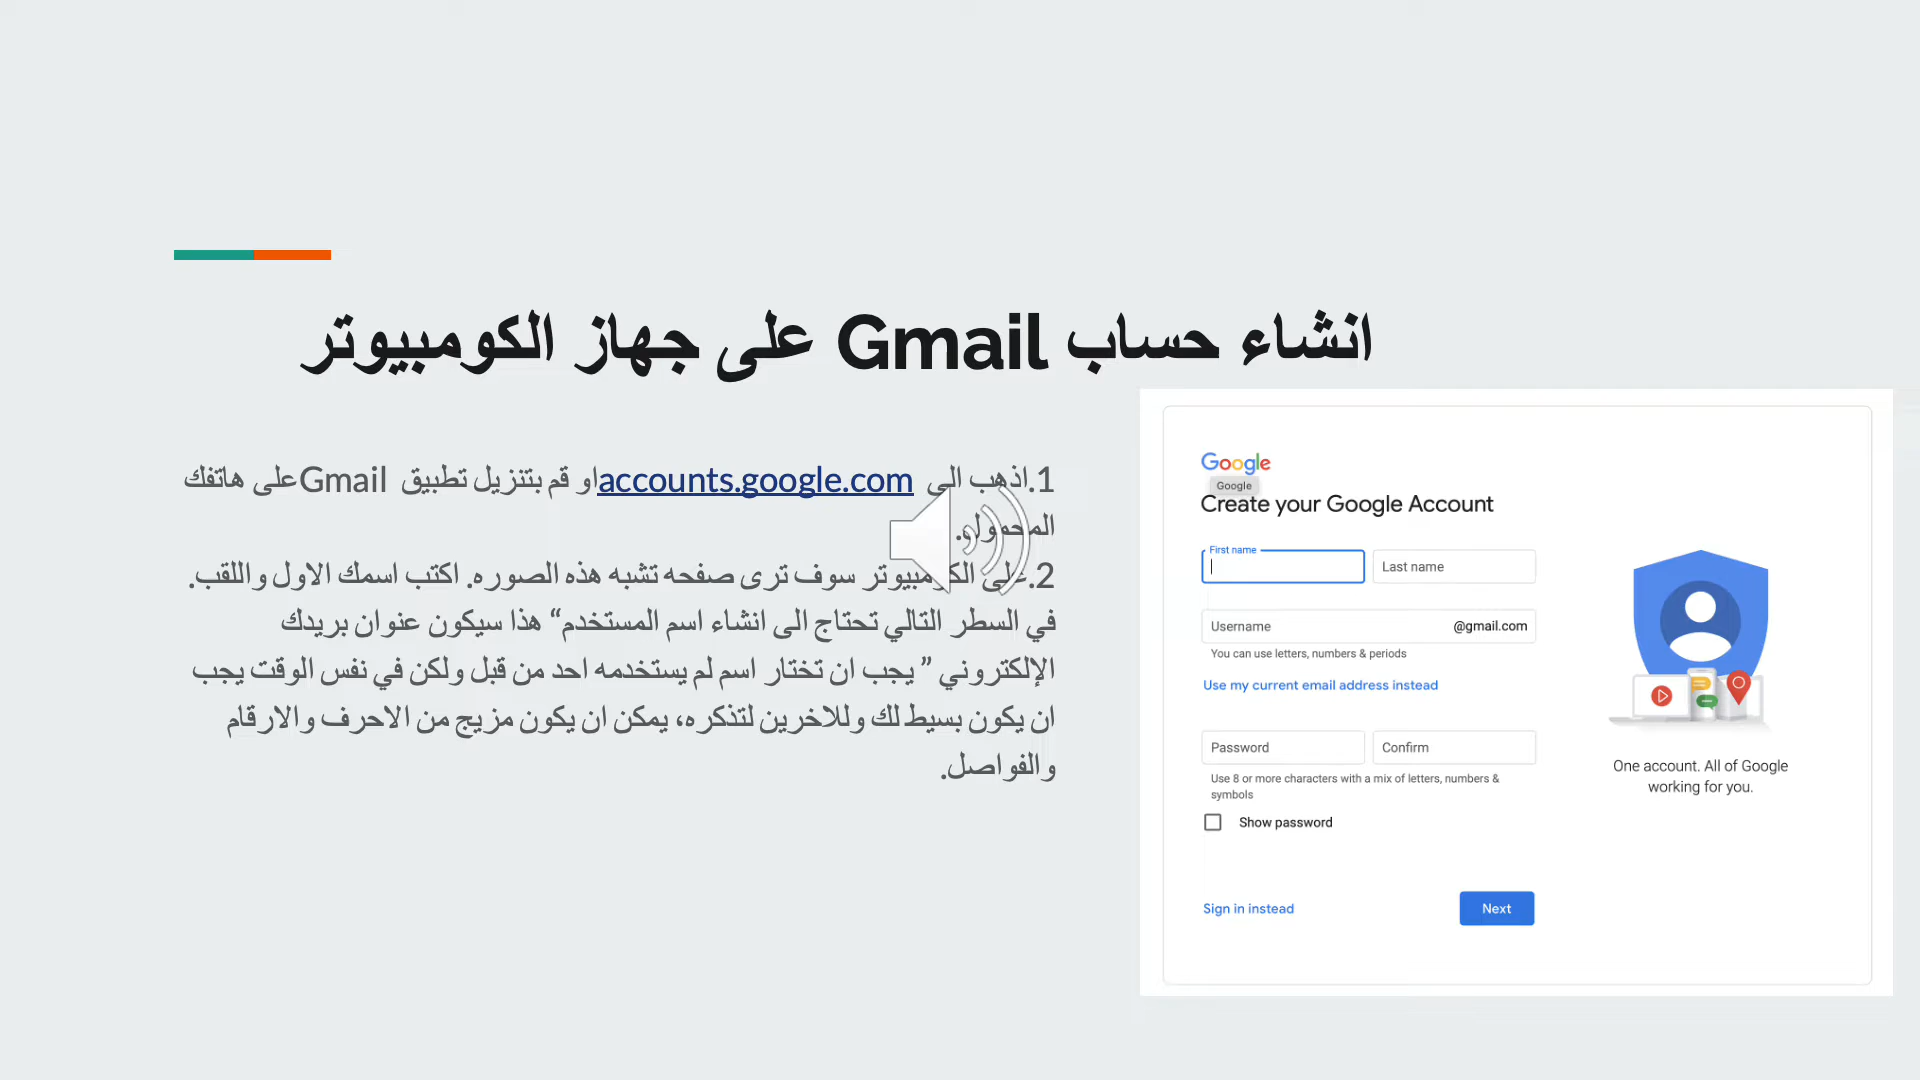 انشاء حساب Gmail على جهاز الكومبيوتر
1.اذهب الى accounts.google.comاو قم بتنزيل تطبيق Gmailعلى هاتفك
المحمول.
2.على الكومبيوتر سوف ترى صفحه تشبه هذه الصوره. اكتب اسمك الاول واللقب.
في السطر التالي تحتاج الى انشاء اسم المستخدم“ هذا سيكون عنوان بريدك
الإلكتروني ” يجب ان تختار اسم لم يستخدمه احد من قبل ولكن في نفس الوقت يجب
ان يكون بسيط لك وللاخرين لتذكره، يمكن ان يكون مزيج من الاحرف والارقام
والفواصل.
Google
Google
Create your Google Account
First name
Last name
Username @gmail.com
You can use letters, numbers & periods
Use my current email address instead
Password Confirm
Use 8 or more characters with a mix of letters, numbers &
symbols
Show password
Sign in instead
Next
One account. All of Google
working for you.